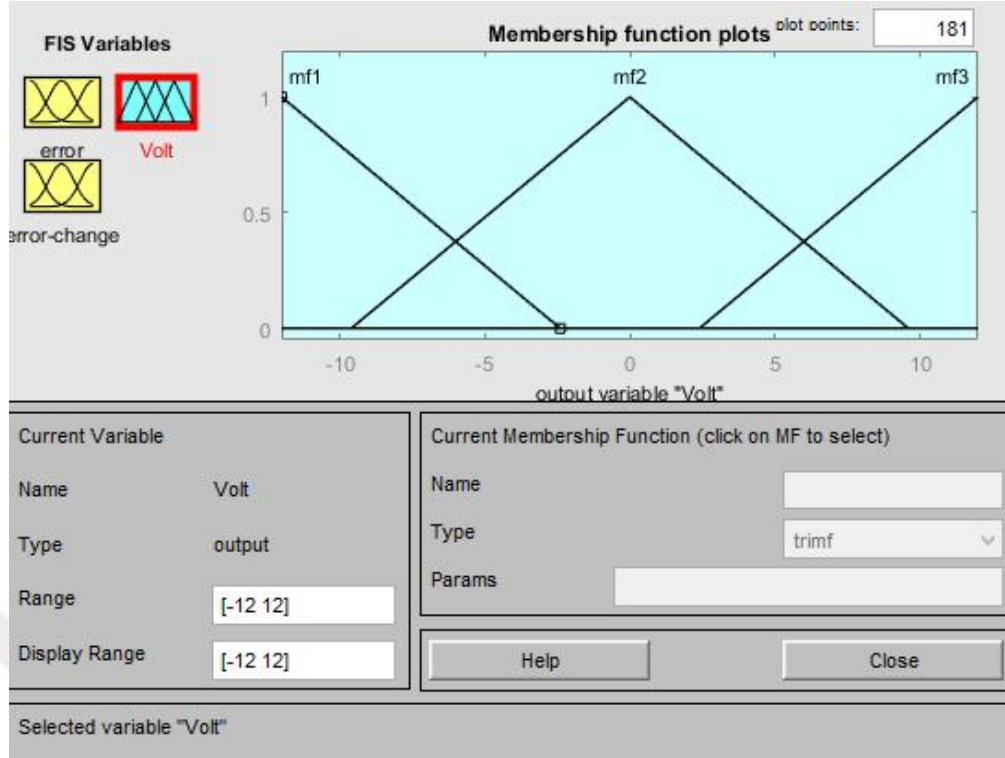 FIS Variables
Membership function plots
plot points:
181
error
Volt
error-change
mf1
mf2
mf3
1
0.5
0
-10
-5
0
5
10
output variable "Volt"
Current Variable
Name
Volt
Type
output
Range
[-12 12]
Display Range
[-12 12]
Current Membership Function (click on MF to select)
Name
Type
trimf
Params
Help
Close
Selected variable "Volt"